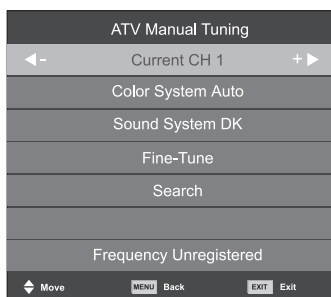 ATV Manual Tuning
- Current CH 1 +
Color System Auto
Sound System DK
Fine-Tune
Search
Frequency Unregistered
Move MENU Back EXIT Exit